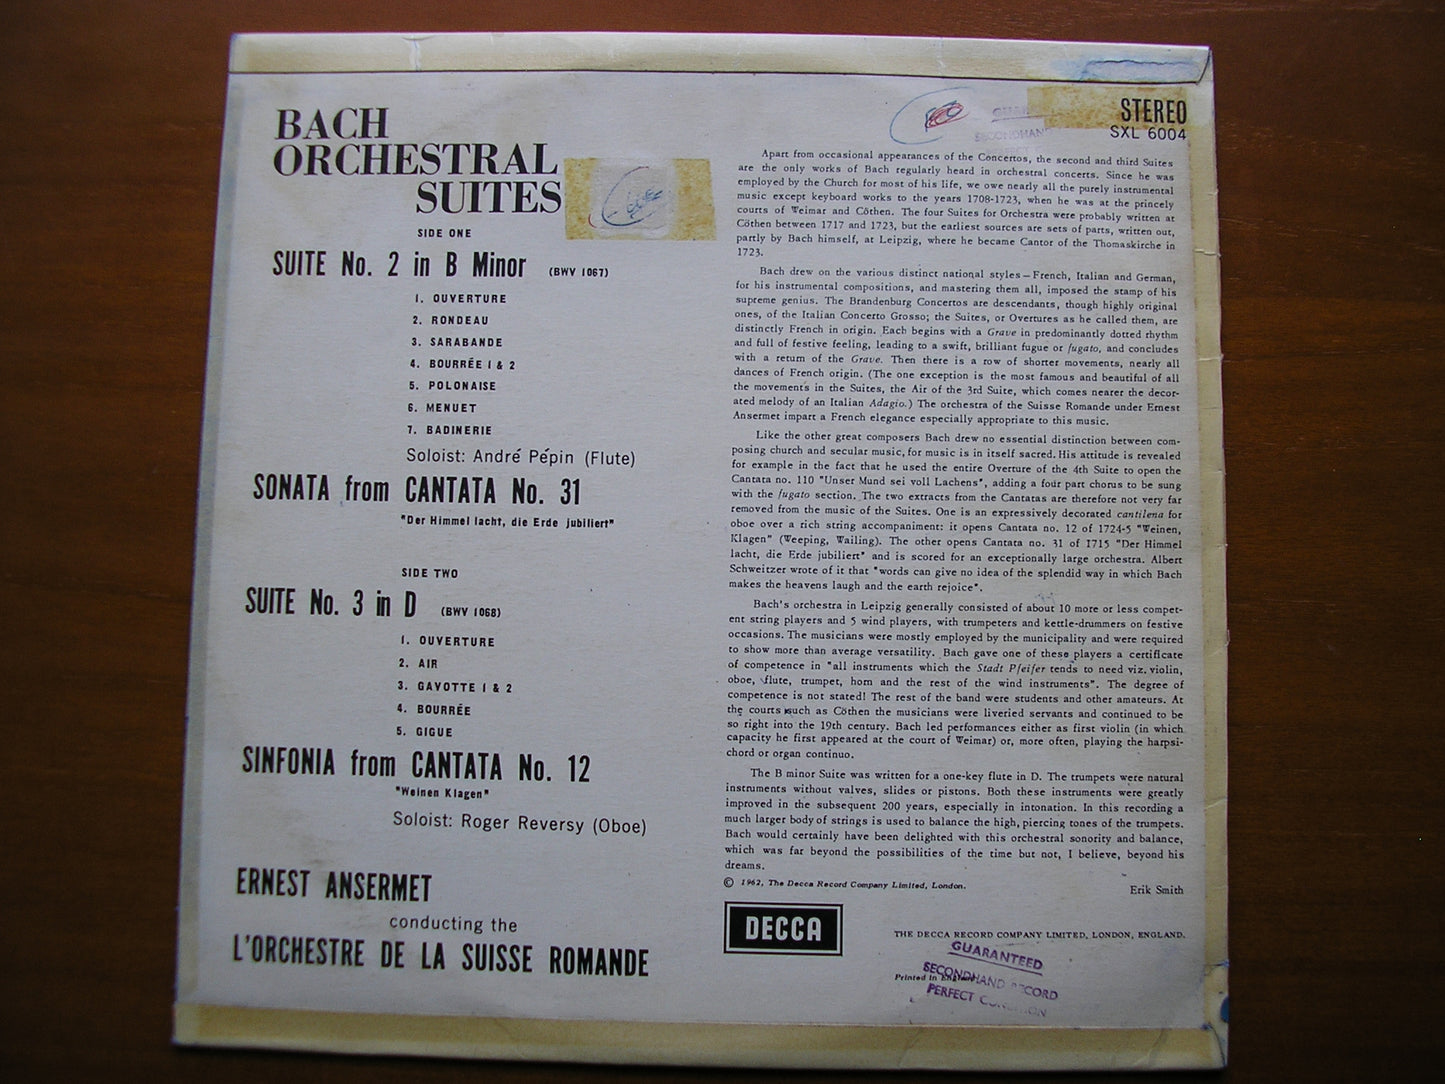 BACH
ORCHESTRAL
SUITES
SIDE ONE
SUITE No. 2 in B Minor (BWV 1067)
1. OUVERTURE
2. RONDEAU
3. SARABANDE
4. BOURRÉE 1 & 2
5. POLONAISE
6. MENUET
7. BADINERIE
Soloist: André Pépin (Flute)
SONATA from CANTATA No. 31
"Der Himmel lacht, die Erde jubiliert"
SIDE TWO
SUITE No. 3 in D (BWV 1068)
1. OUVERTURE
2. AIR
3. GAVOTTE 1 & 2
4. BOURRÉE
5. GIGUE
SINFONIA from CANTATA No. 12
"Weinen Klagen"
Soloist: Roger Reversy (Oboe)
ERNEST ANSERMET
conducting the
L'ORCHESTRE DE LA SUISSE ROMANDE
STEREO
SXL 6004
SECONDHAND
Apart from occasional appearances of the Concertos, the second and third Suites
are the only works of Bach regularly heard in orchestral concerts. Since he was
employed by the Church for most of his life, we owe nearly all the purely instrumental
music except keyboard works to the years 1708-1723, when he was at the princely
courts of Weimar and Cöthen. The four Suites for Orchestra were probably written at
Cöthen between 1717 and 1723, but the earliest sources are sets of parts, written out,
partly by Bach himself, at Leipzig, where he became Cantor of the Thomaskirche in
1723.
Bach drew on the various distinct national styles – French, Italian and German,
for his instrumental compositions, and mastering them all, imposed the stamp of his
supreme genius. The Brandenburg Concertos are descendants, though highly original
ones, of the Italian Concerto Grosso; the Suites, or Overtures as he called them, are
distinctly French in origin. Each begins with a Grave in predominantly dotted rhythm
and full of festive feeling, leading to a swift, brilliant fugue or fugato, and concludes
with a return of the Grave. Then there is a row of shorter movements, nearly all
dances of French origin. (The one exception is the most famous and beautiful of all
the movements in the Suites, the Air of the 3rd Suite, which comes nearer the decor-
ated melody of an Italian Adagio.) The orchestra of the Suisse Romande under Ernest
Ansermet impart a French elegance especially appropriate to this music.
Like the other great composers Bach drew no essential distinction between com-
posing church and secular music, for music is in itself sacred. His attitude is revealed
for example in the fact that he used the entire Overture of the 4th Suite to open the
Cantata no. 110 "Unser Mund sei voll Lachens", adding a four part chorus to be sung
with the fugato section. The two extracts from the Cantatas are therefore not very far
removed from the music of the Suites. One is an expressively decorated cantilena for
oboe over a rich string accompaniment: it opens Cantata no. 12 of 1724-5 "Weinen,
Klagen" (Weeping, Wailing). The other opens Cantata no. 31 of 1715 "Der Himmel
lacht, die Erde jubiliert" and is scored for an exceptionally large orchestra. Albert
Schweitzer wrote of it that "words can give no idea of the splendid way in which Bach
makes the heavens laugh and the earth rejoice".
Bach's orchestra in Leipzig generally consisted of about 10 more or less compet-
ent string players and 5 wind players, with trumpeters and kettle-drummers on festive
occasions. The musicians were mostly employed by the municipality and were required
to show more than average versatility. Bach gave one of these players a certificate
of competence in "all instruments which the Stadt Pfeifer tends to need viz. violin,
oboe, flute, trumpet, horn and the rest of the wind instruments". The degree of
competence is not stated! The rest of the band were students and other amateurs. At
the courts such as Cöthen the musicians were liveried servants and continued to be
so right into the 19th century. Bach led performances either as first violin (in which
capacity he first appeared at the court of Weimar) or, more often, playing the harpsi-
chord or organ continuo.
The B minor Suite was written for a one-key flute in D. The trumpets were natural
instruments without valves, slides or pistons. Both these instruments were greatly
improved in the subsequent 200 years, especially in intonation. In this recording a
much larger body of strings is used to balance the high, piercing tones of the trumpets.
Bach would certainly have been delighted with this orchestral sonority and balance,
which was far beyond the possibilities of the time but not, I believe, beyond his
dreams.
© 1962, The Decca Record Company Limited, London.
Erik Smith
DECCA
THE DECCA RECORD COMPANY LIMITED, LONDON, ENGLAND.
Printed in England
GUARANTEED
SECONDHAND RECORD
PERFECT CONDITION